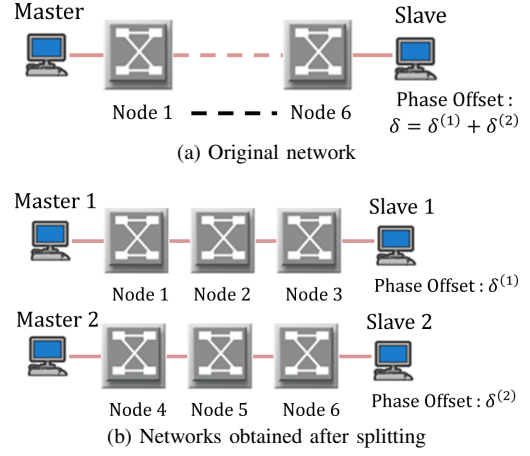 Master
Slave
Node 1
Node 6
Phase Offset :
δ = δ⁽¹⁾ + δ⁽²⁾
(a) Original network
Master 1
Slave 1
Node 1
Node 2
Node 3
Phase Offset : δ⁽¹⁾
Master 2
Slave 2
Node 4
Node 5
Node 6
Phase Offset : δ⁽²⁾
(b) Networks obtained after splitting